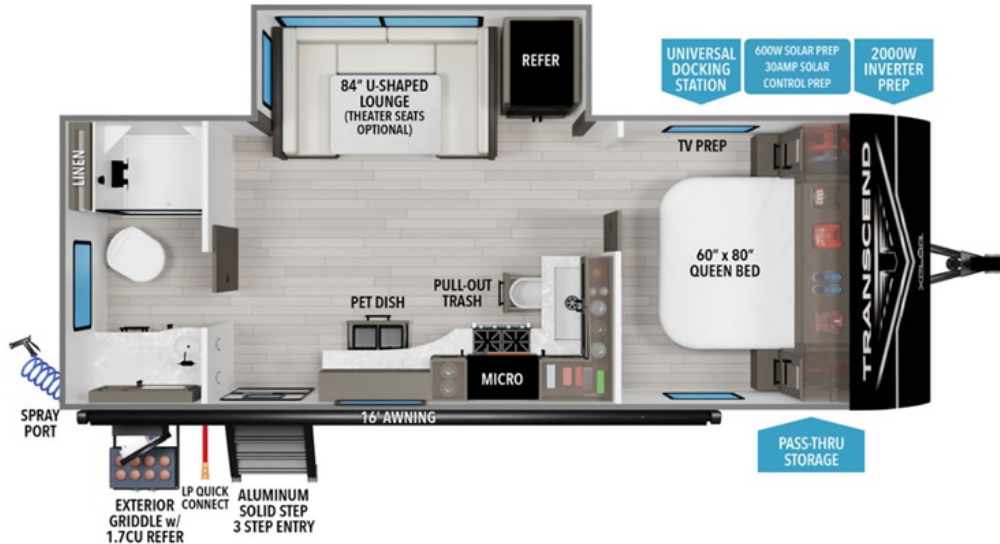 UNIVERSAL
DOCKING
STATION
600W SOLAR PREP
30AMP SOLAR
CONTROL PREP
2000W
INVERTER
PREP
REFER
84" U-SHAPED
LOUNGE
(THEATER SEATS
OPTIONAL)
LINEN
TV PREP
TRANSCEND
XPLOR
60" x 80"
QUEEN BED
PULL-OUT
TRASH
PET DISH
MICRO
SPRAY
PORT
16' AWNING
PASS-THRU
STORAGE
EXTERIOR
GRIDDLE w/
1.7CU REFER
LP QUICK
CONNECT
ALUMINUM
SOLID STEP
3 STEP ENTRY